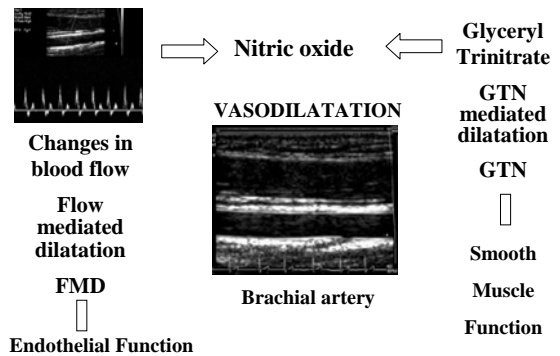 Nitric oxide
Glyceryl
Trinitrate
VASODILATATION
GTN
mediated
dilatation
Changes in
blood flow
GTN
Flow
mediated
dilatation
Smooth
FMD
Brachial artery
Muscle
Function
Endothelial Function